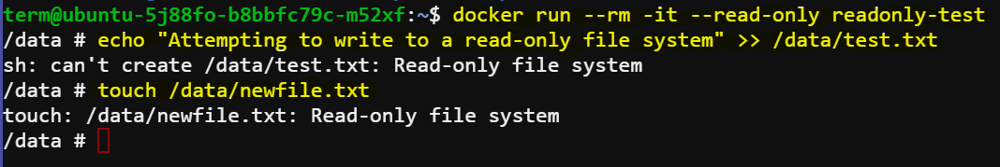 term@ubuntu-5j88fo-b8bbfc79c-m52xf:~$ docker run --rm -it --read-only readonly-test
/data # echo "Attempting to write to a read-only file system" >> /data/test.txt
sh: can't create /data/test.txt: Read-only file system
/data # touch /data/newfile.txt
touch: /data/newfile.txt: Read-only file system
/data #